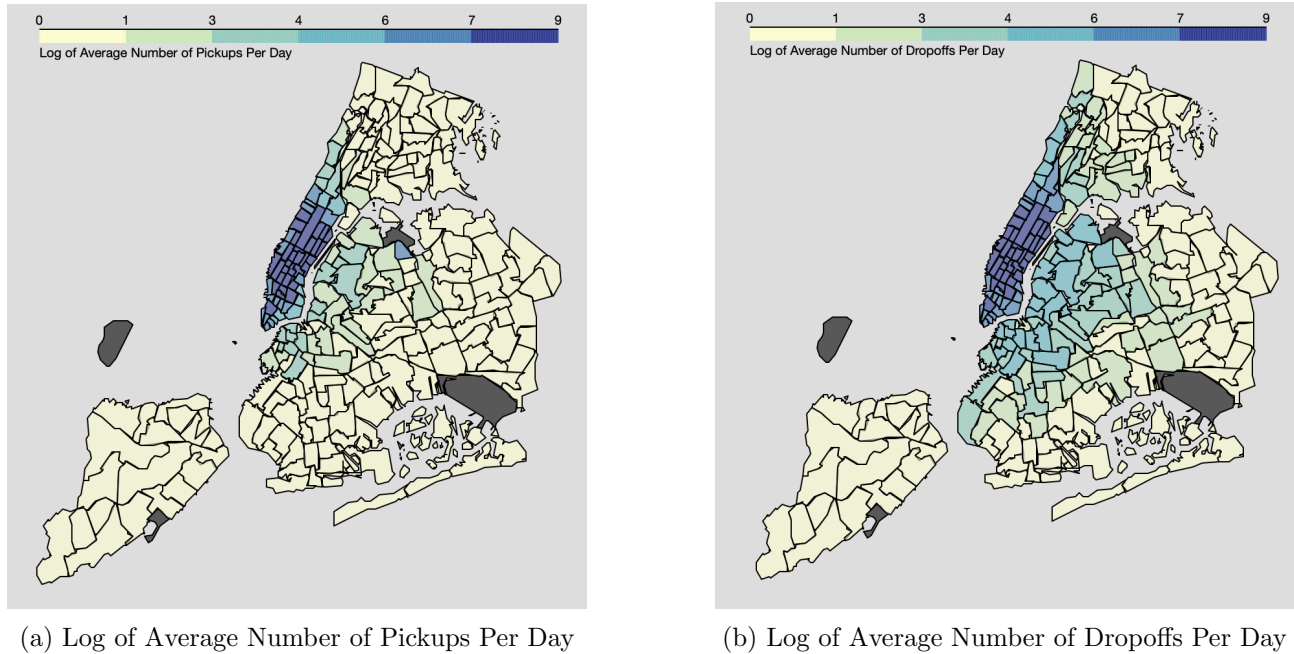 0 1 3 4 6 7 9
Log of Average Number of Pickups Per Day
0 1 3 4 6 7 9
Log of Average Number of Dropoffs Per Day
(a) Log of Average Number of Pickups Per Day
(b) Log of Average Number of Dropoffs Per Day